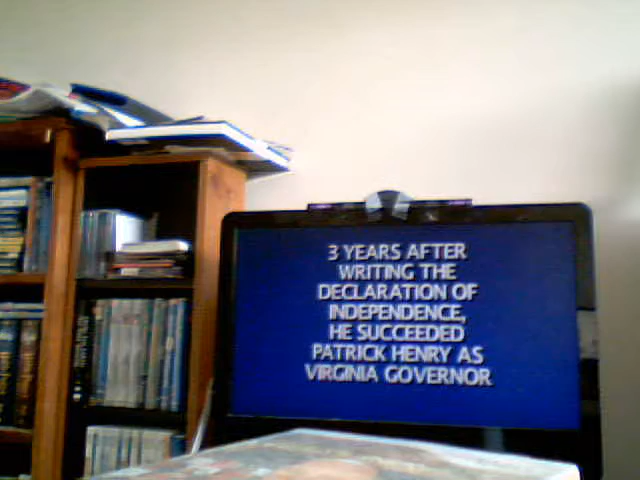 3 YEARS AFTER
WRITING THE
DECLARATION OF
INDEPENDENCE,
HE SUCCEEDED
PATRICK HENRY AS
VIRGINIA GOVERNOR